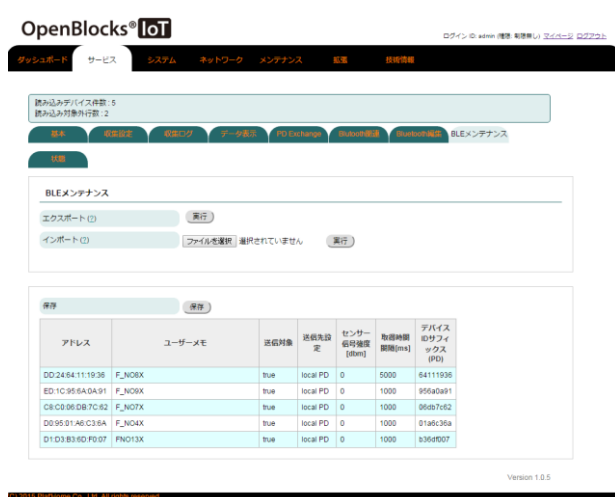 OpenBlocks® IoT
ログイン ID: admin (権限: 制限無し) マイページ ログアウト
ダッシュボード サービス システム ネットワーク メンテナンス 拡張 技術情報
読み込みデバイス件数 : 5
読み込み対象外行数 : 2
基本 収集設定 収集ログ データ表示 PD Exchange Bluetooth関連 Bluetooth編集 BLEメンテナンス
状態
BLEメンテナンス
エクスポート (?) 実行
インポート (?) ファイルを選択 選択されていません 実行
保存 保存
アドレス ユーザーメモ 送信対象 送信先設定 センサー信号強度[dbm] 取得時間間隔[ms] デバイスIDサフィックス(PD)
DD:24:64:11:19:36 F_NO8X true local PD 0 5000 64111936
ED:1C:95:6A:0A:91 F_NO9X true local PD 0 1000 956a0a91
C8:C0:06:DB:7C:62 F_NO7X true local PD 0 1000 06db7c62
D0:95:01:A6:C3:6A F_NO4X true local PD 0 1000 01a6c36a
D1:D3:B3:6D:F0:07 FNO13X true local PD 0 1000 b36df007
Version 1.0.5
(C) 2015 Plat'Home Co., Ltd. All rights reserved.